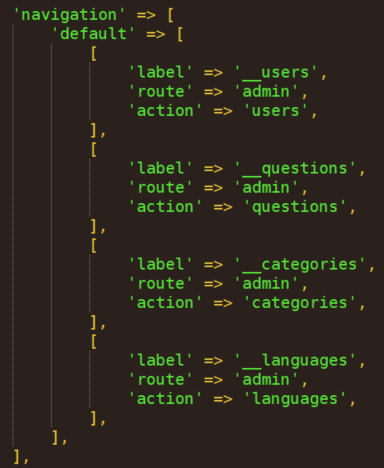 'navigation' => [
    'default' => [
        [
            'label' => '__users',
            'route' => 'admin',
            'action' => 'users',
        ],
        [
            'label' => '__questions',
            'route' => 'admin',
            'action' => 'questions',
        ],
        [
            'label' => '__categories',
            'route' => 'admin',
            'action' => 'categories',
        ],
        [
            'label' => '__languages',
            'route' => 'admin',
            'action' => 'languages',
        ],
    ],
],